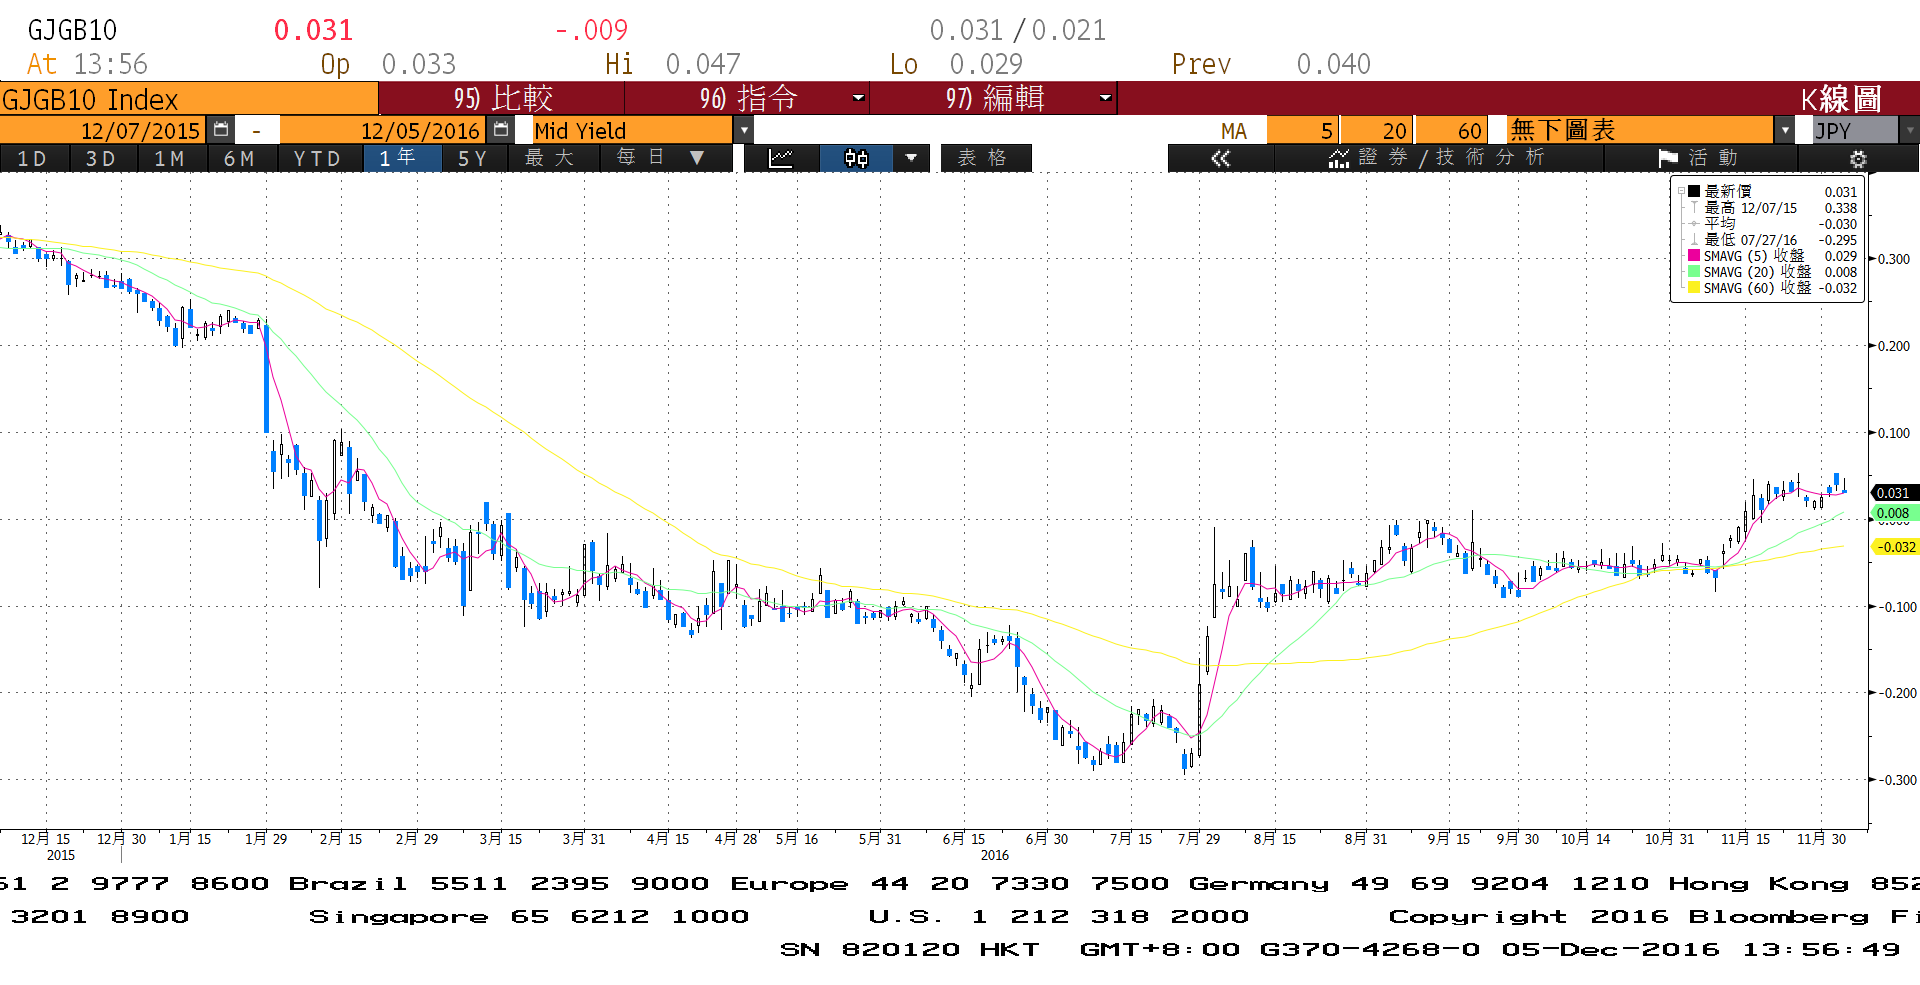 GJGB10 0.031 -.009 0.031 / 0.021
At 13:56 Op 0.033 Hi 0.047 Lo 0.029 Prev 0.040
GJGB10 Index 95) 比較 96) 指令 97) 編輯 K線圖
12/07/2015 - 12/05/2016 Mid Yield MA 5 20 60 無下圖表 JPY
1D 3D 1M 6M YTD 1年 5Y 最大 每日 ▼ 表格 « 證券/技術分析 活動
最新價 0.031
最高 12/07/15 0.338
平均 -0.030
最低 07/27/16 -0.295
SMAVG (5) 收盤 0.029
SMAVG (20) 收盤 0.008
SMAVG (60) 收盤 -0.032
0.300
0.200
0.100
0.031
0.008
-0.032
-0.100
-0.200
-0.300
12月 15 12月 30 1月 15 1月 29 2月 15 2月 29 3月 15 3月 31 4月 15 4月 28 5月 16 5月 31 6月 15 6月 30 7月 15 7月 29 8月 15 8月 31 9月 15 9月 30 10月 14 10月 31 11月 15 11月 30
2015 2016
61 2 9777 8600 Brazil 5511 2395 9000 Europe 44 20 7330 7500 Germany 49 69 9204 1210 Hong Kong 852
3201 8900 Singapore 65 6212 1000 U.S. 1 212 318 2000 Copyright 2016 Bloomberg Fi
SN 820120 HKT GMT+8:00 G370-4268-0 05-Dec-2016 13:56:49